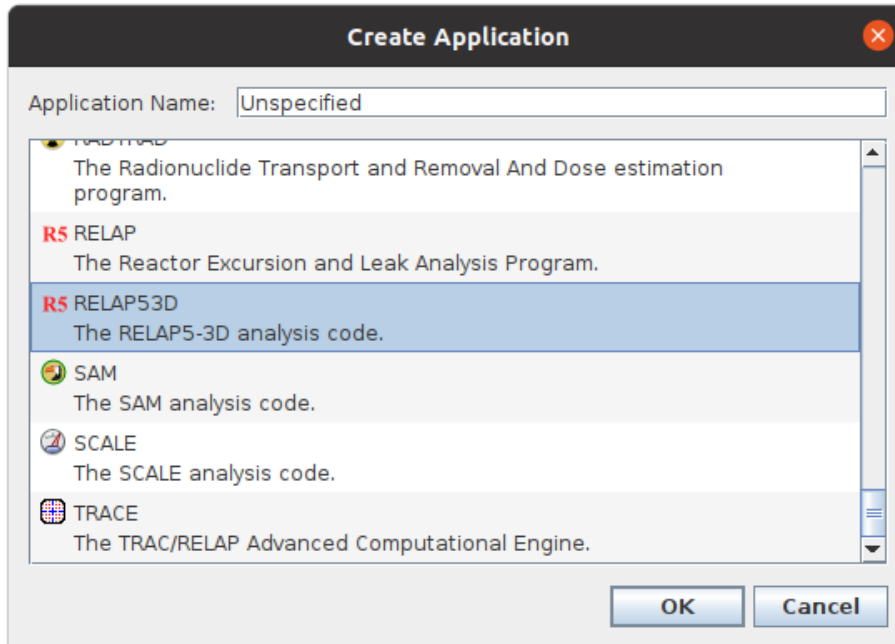 Create Application
Application Name: Unspecified
RADTRAD
The Radionuclide Transport and Removal And Dose estimation
program.
R5 RELAP
The Reactor Excursion and Leak Analysis Program.
R5 RELAP53D
The RELAP5-3D analysis code.
SAM
The SAM analysis code.
SCALE
The SCALE analysis code.
TRACE
The TRAC/RELAP Advanced Computational Engine.
OK Cancel